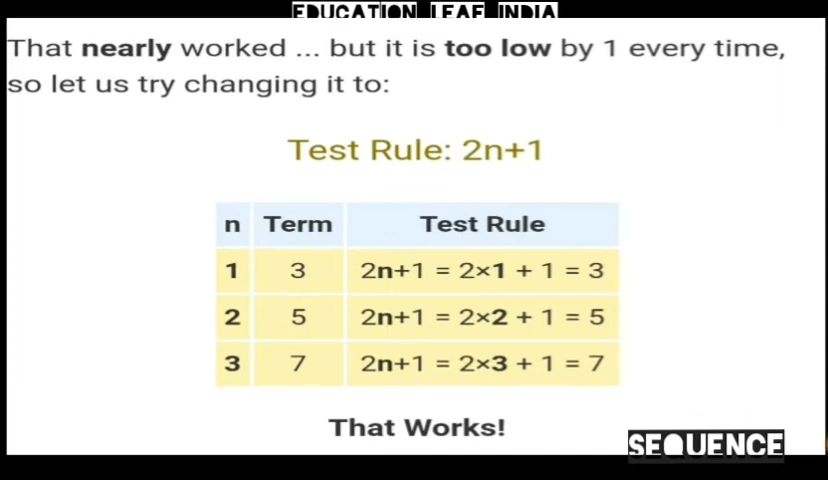 EDUCATION LEAF INDIA
That nearly worked ... but it is too low by 1 every time,
so let us try changing it to:
Test Rule: 2n+1
n Term Test Rule
1 3 2n+1 = 2×1 + 1 = 3
2 5 2n+1 = 2×2 + 1 = 5
3 7 2n+1 = 2×3 + 1 = 7
That Works!
SEQUENCE